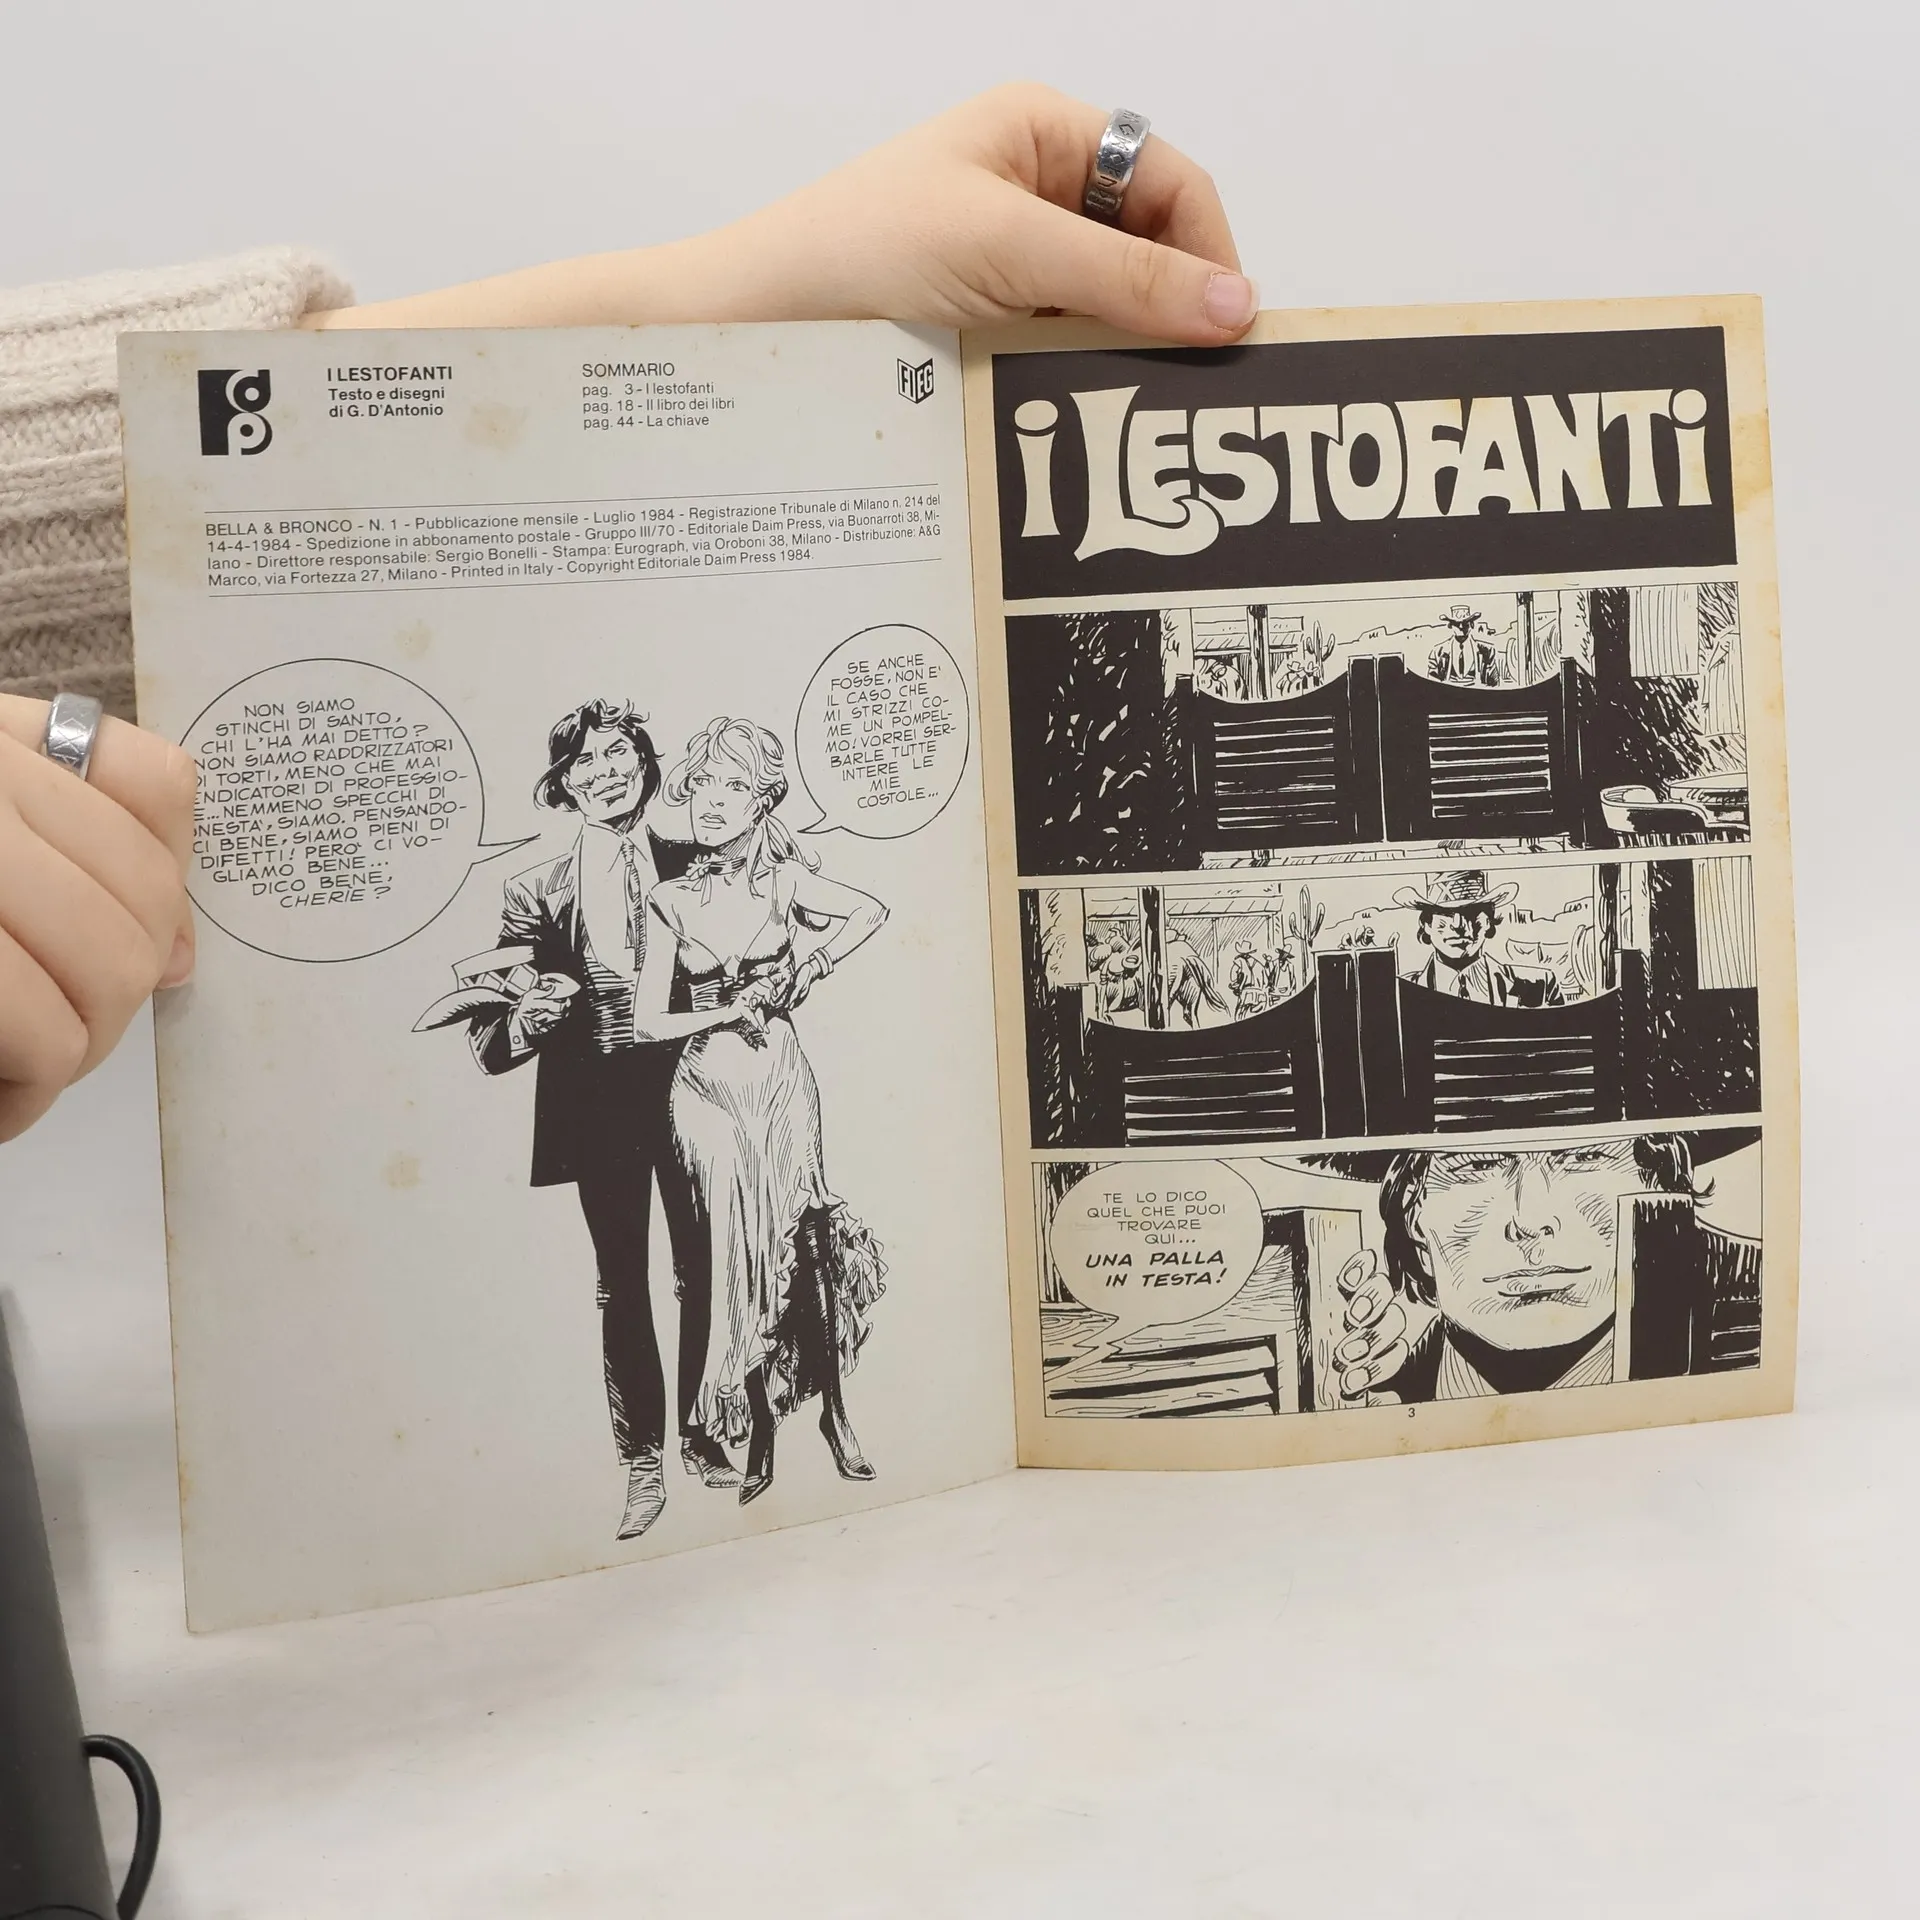 dp
I LESTOFANTI
Testo e disegni
di G. D'Antonio
SOMMARIO
pag. 3 - I lestofanti
pag. 18 - Il libro dei libri
pag. 44 - La chiave
FIEG
BELLA & BRONCO - N. 1 - Pubblicazione mensile - Luglio 1984 - Registrazione Tribunale di Milano n. 214 del
14-4-1984 - Spedizione in abbonamento postale - Gruppo III/70 - Editoriale Daim Press, via Buonarroti 38, Mi-
lano - Direttore responsabile: Sergio Bonelli - Stampa: Eurograph, via Oroboni 38, Milano - Distribuzione: A&G
Marco, via Fortezza 27, Milano - Printed in Italy - Copyright Editoriale Daim Press 1984.
NON SIAMO
STINCHI DI SANTO,
CHI L'HA MAI DETTO?
NON SIAMO RADDRIZZATORI
DI TORTI, MENO CHE MAI
ENDICATORI DI PROFESSIO-
E... NEMMENO SPECCHI DI
ONESTA', SIAMO. PENSANDO-
CI BENE, SIAMO PIENI DI
DIFETTI! PERO' CI VO-
GLIAMO BENE...
DICO BENE,
CHERIE?
SE ANCHE
FOSSE, NON E'
IL CASO CHE
MI STRIZZI CO-
ME UN POMPEL-
MO! VORREI SER-
BARLE TUTTE
INTERE LE
MIE
COSTOLE...
i LESTOFANTi
TE LO DICO
QUEL CHE PUOI
TROVARE
QUI...
UNA PALLA
IN TESTA!
3